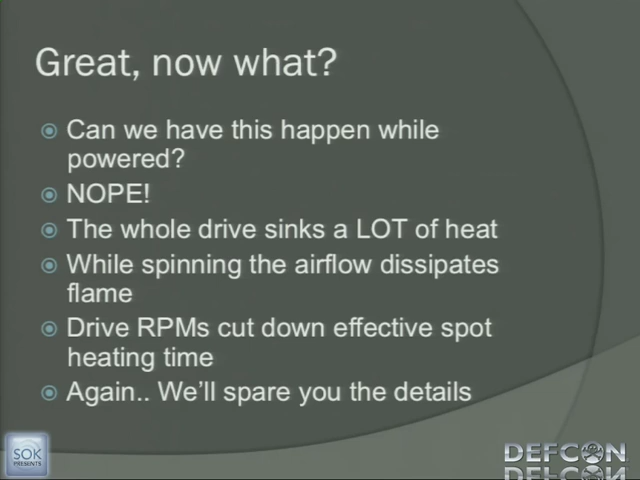 Great, now what?
Can we have this happen while
powered?
NOPE!
The whole drive sinks a LOT of heat
While spinning the airflow dissipates
flame
Drive RPMs cut down effective spot
heating time
Again.. We'll spare you the details
SOK
PRESENTS
DEFCON